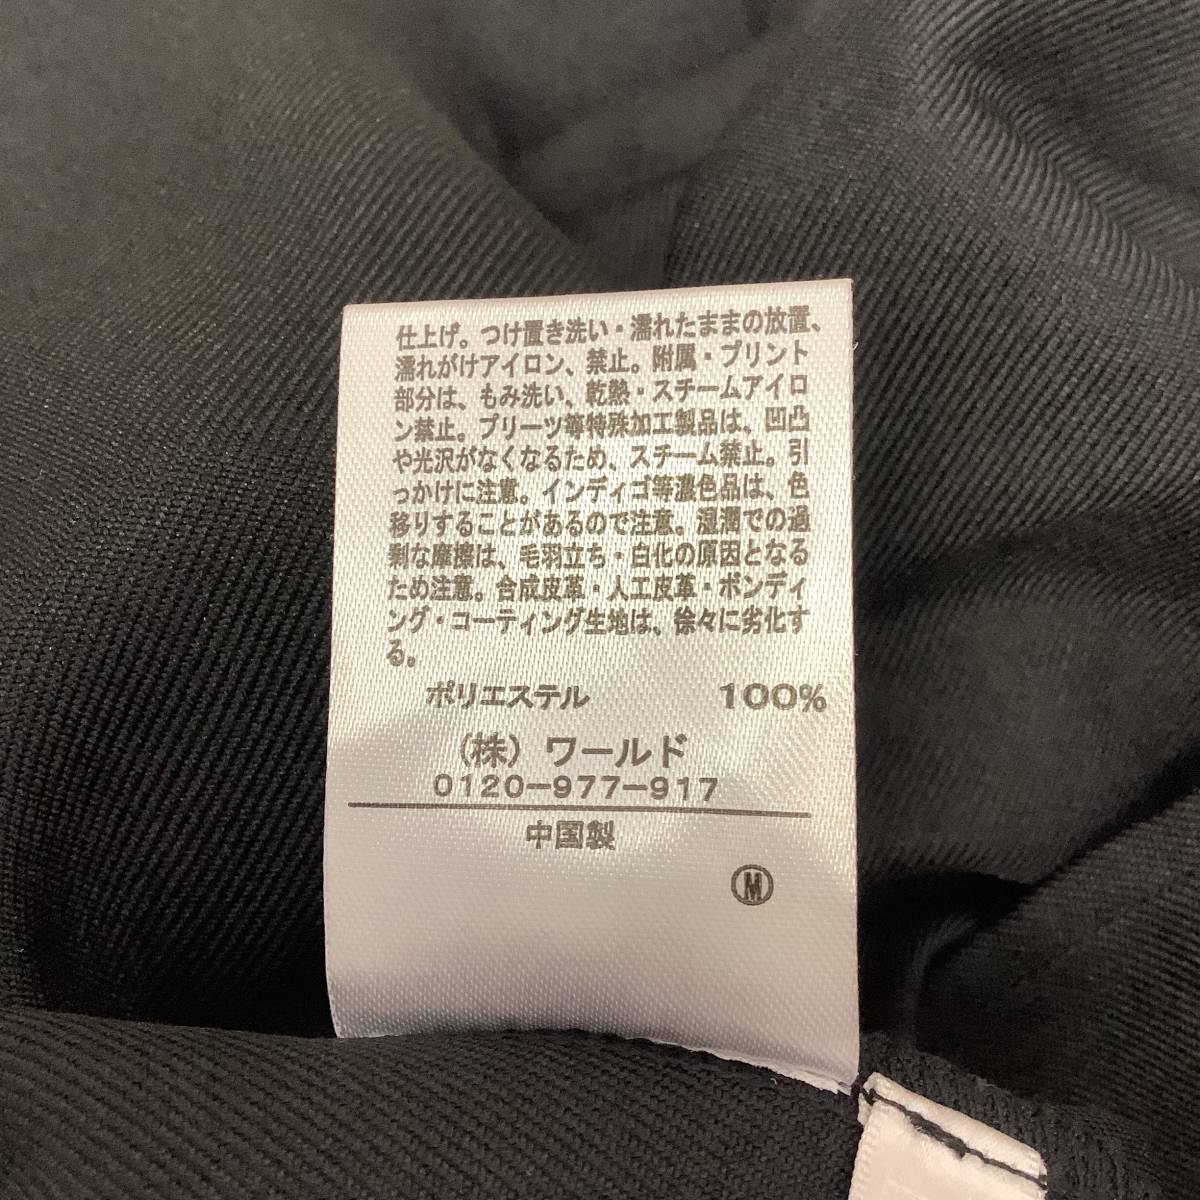 仕上げ。つけ置き洗い・濡れたままの放置、
濡れがけアイロン、禁止。附属・プリント
部分は、もみ洗い、乾熱・スチームアイロ
ン禁止。プリーツ等特殊加工製品は、凹凸
や光沢がなくなるため、スチーム禁止。引
っかけに注意。インディゴ等濃色品は、色
移りすることがあるので注意。湿潤での過
剰な摩擦は、毛羽立ち・白化の原因となる
ため注意。合成皮革・人工皮革・ボンディ
ング・コーティング生地は、徐々に劣化す
る。
ポリエステル 100%
(株) ワールド
0120-977-917
中国製
M